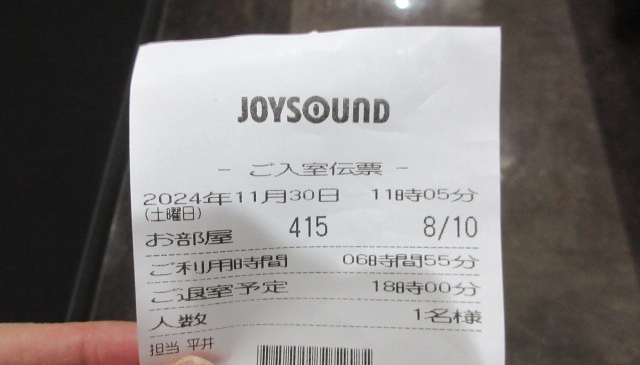 JOYSOUND
- ご入室伝票 -
2024年11月30日 11時05分
(土曜日)
お部屋 415 8/10
ご利用時間 06時間55分
ご退室予定 18時00分
人数 1名様
担当 平井